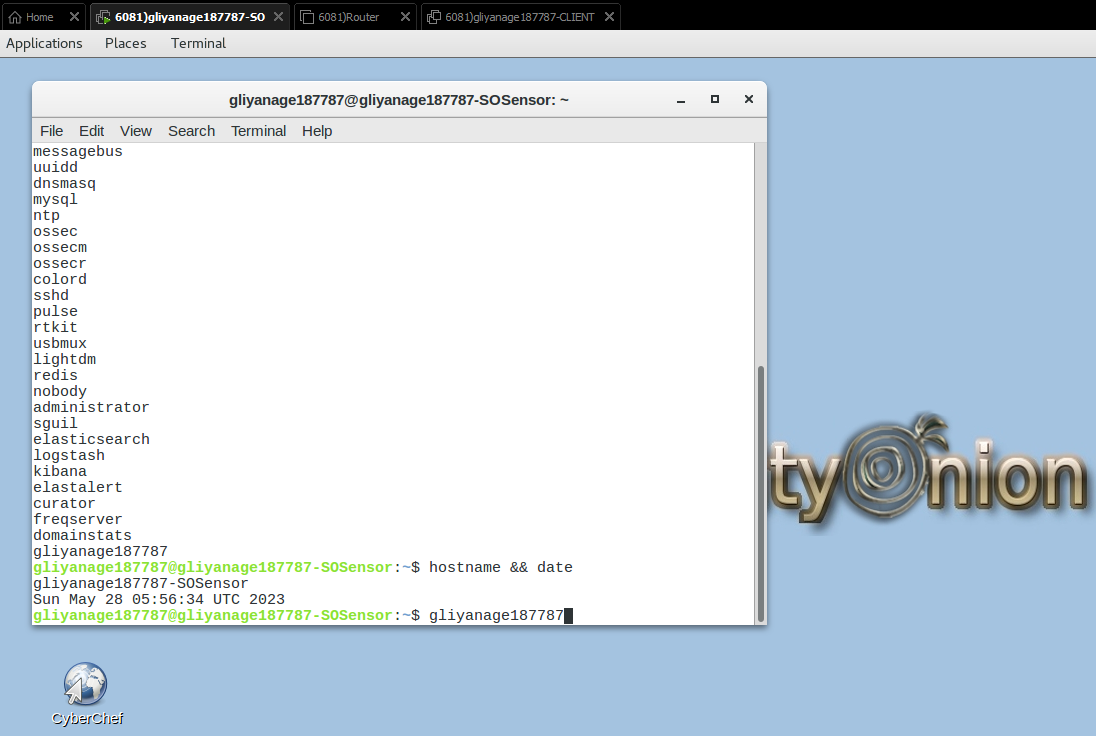 Home 6081)gliyanage187787-SO 6081)Router 6081)gliyanage187787-CLIENT
Applications Places Terminal
gliyanage187787@gliyanage187787-SOSensor: ~
File Edit View Search Terminal Help
messagebus
uuidd
dnsmasq
mysql
ntp
ossec
ossecm
ossecr
colord
sshd
pulse
rtkit
usbmux
lightdm
redis
nobody
administrator
sguil
elasticsearch
logstash
kibana
elastalert
curator
freqserver
domainstats
gliyanage187787
gliyanage187787@gliyanage187787-SOSensor:~$ hostname && date
gliyanage187787-SOSensor
Sun May 28 05:56:34 UTC 2023
gliyanage187787@gliyanage187787-SOSensor:~$ gliyanage187787
tyOnion
CyberChef